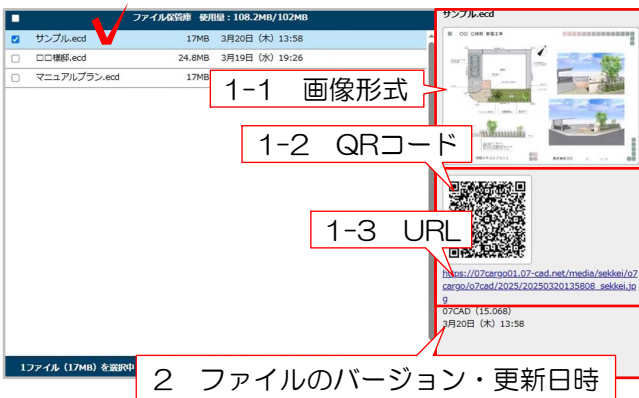 ファイル保管庫 使用量：108.2MB/102MB
サンプル.ecd 17MB 3月20日（木）13:58
□□様邸.ecd 24.8MB 3月19日（水）19:26
マニュアルプラン.ecd 17MB
1ファイル（17MB）を選択中
サンプル.ecd
1-1 画像形式
1-2 QRコード
1-3 URL
https://07cargo01.07-cad.net/media/sekkei/o7
cargo/o7cad/2025/20250320135808_sekkei.jp
g
O7CAD（15.068）
3月20日（木）13:58
2 ファイルのバージョン・更新日時